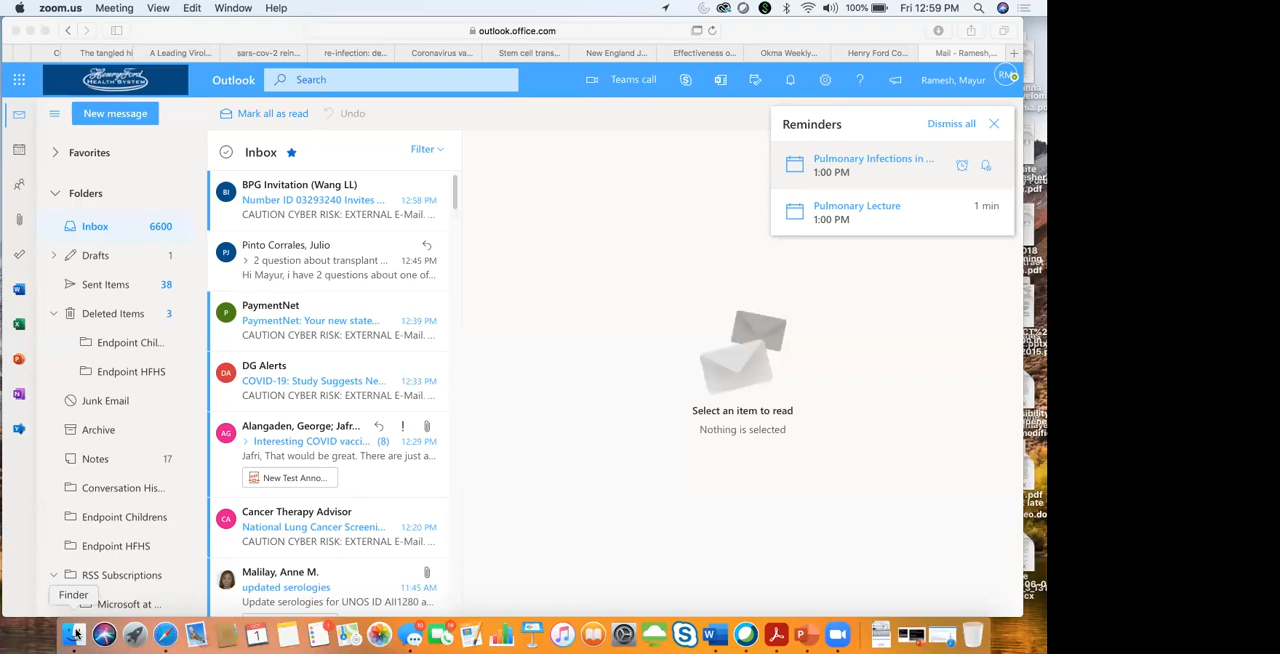 zoom.us Meeting View Edit Window Help
100% Fri 12:59 PM
outlook.office.com
The tangled hi
A Leading Virol...
sars-cov-2 rein...
re-infection: de...
Coronavirus va...
Stem cell trans...
New England J...
Effectiveness o...
Okma Weekly...
Henry Ford Co...
Mail - Ramesh,...
Henry Ford
HEALTH SYSTEM
Outlook
Search
Teams call
Ramesh, Mayur
RM
New message
Mark all as read
Undo
Favorites
Folders
Inbox 6600
Drafts 1
Sent Items 38
Deleted Items 3
Endpoint Chil...
Endpoint HFHS
Junk Email
Archive
Notes 17
Conversation His...
Endpoint Childrens
Endpoint HFHS
RSS Subscriptions
Microsoft at ...
Finder
Inbox
Filter
BI
BPG Invitation (Wang LL)
Number ID 03293240 Invites ... 12:58 PM
CAUTION CYBER RISK: EXTERNAL E-Mail. ...
PJ
Pinto Corrales, Julio
2 question about transplant ... 12:45 PM
Hi Mayur, i have 2 questions about one of...
P
PaymentNet
PaymentNet: Your new state... 12:39 PM
CAUTION CYBER RISK: EXTERNAL E-Mail. ...
DA
DG Alerts
COVID-19: Study Suggests Ne... 12:33 PM
CAUTION CYBER RISK: EXTERNAL E-Mail. ...
AG
Alangaden, George; Jafr...
Interesting COVID vacci... (8) 12:29 PM
Jafri, That would be great. There are just a...
New Test Anno...
CA
Cancer Therapy Advisor
National Lung Cancer Screeni... 12:20 PM
CAUTION CYBER RISK: EXTERNAL E-Mail. ...
Malilay, Anne M.
updated serologies 11:45 AM
Update serologies for UNOS ID AII1280 a...
Reminders
Dismiss all
Pulmonary Infections in ...
1:00 PM
Pulmonary Lecture 1 min
1:00 PM
Select an item to read
Nothing is selected